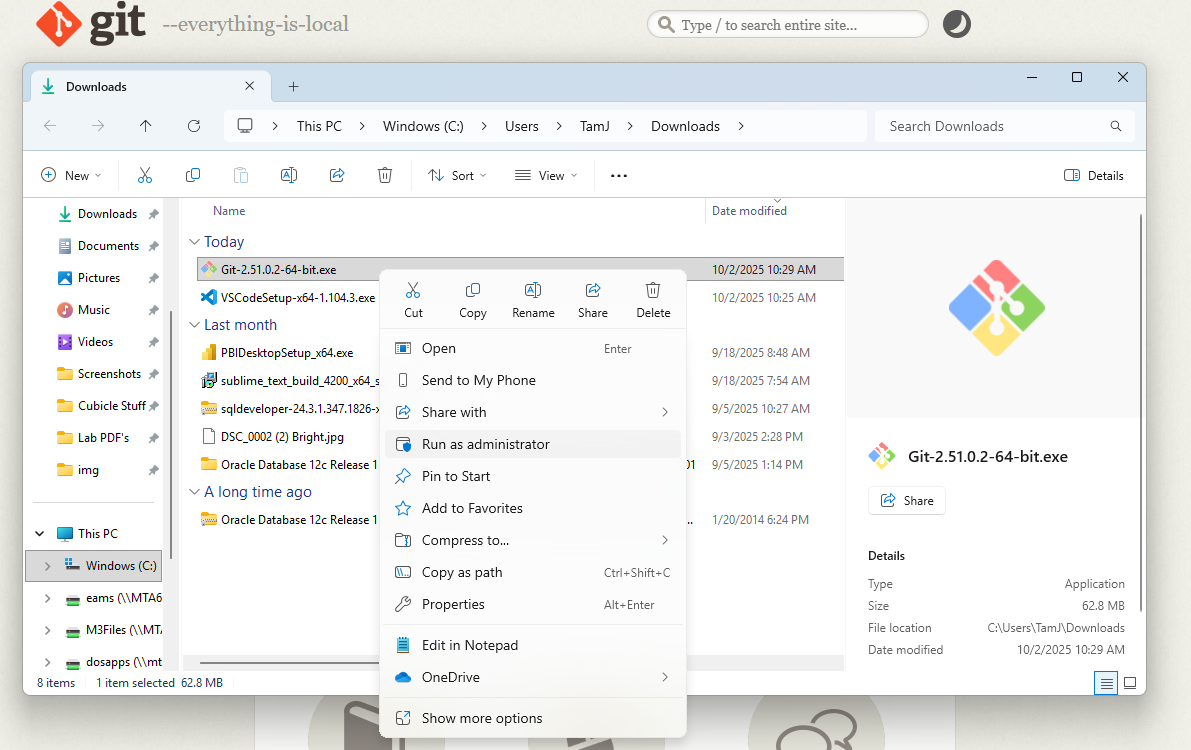 git --everything-is-local
Type / to search entire site...
Downloads
This PC
Windows (C:)
Users
TamJ
Downloads
Search Downloads
New
Sort
View
Details
Downloads
Documents
Pictures
Music
Videos
Screenshots
Cubicle Stuff
Lab PDF's
img
This PC
Windows (C:)
eams (\\MTA6
M3Files (\\MT
dosapps (\\mt
Name
Date modified
Today
Git-2.51.0.2-64-bit.exe 10/2/2025 10:29 AM
VSCodeSetup-x64-1.104.3.exe 10/2/2025 10:25 AM
Last month
PBIDesktopSetup_x64.exe 9/18/2025 8:48 AM
sublime_text_build_4200_x64_s 9/18/2025 7:54 AM
sqldeveloper-24.3.1.347.1826-x 9/5/2025 10:27 AM
DSC_0002 (2) Bright.jpg 9/3/2025 2:28 PM
Oracle Database 12c Release 1 01 9/5/2025 1:14 PM
A long time ago
Oracle Database 12c Release 1 ... 1/20/2014 6:24 PM
Cut
Copy
Rename
Share
Delete
Open Enter
Send to My Phone
Share with
Run as administrator
Pin to Start
Add to Favorites
Compress to...
Copy as path Ctrl+Shift+C
Properties Alt+Enter
Edit in Notepad
OneDrive
Show more options
Git-2.51.0.2-64-bit.exe
Share
Details
Type Application
Size 62.8 MB
File location C:\Users\TamJ\Downloads
Date modified 10/2/2025 10:29 AM
8 items 1 item selected 62.8 MB